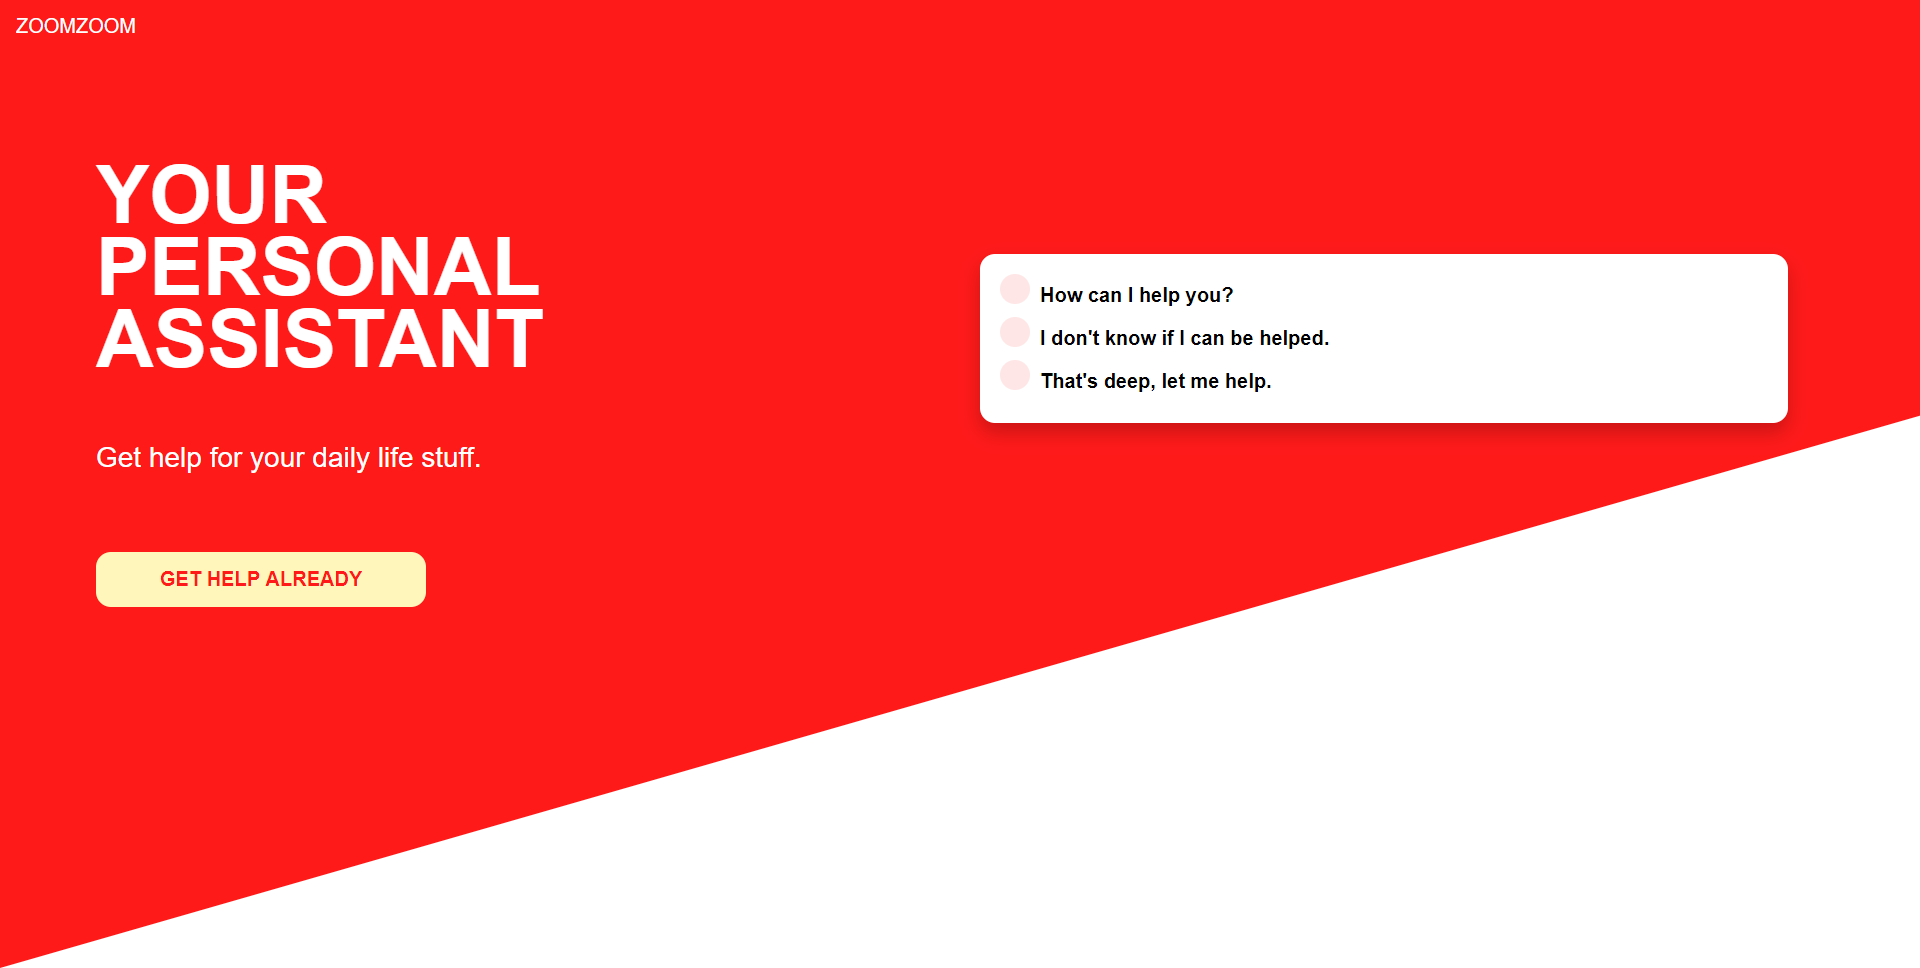 ZOOMZOOM
YOUR
PERSONAL
ASSISTANT
Get help for your daily life stuff.
GET HELP ALREADY
How can I help you?
I don't know if I can be helped.
That's deep, let me help.